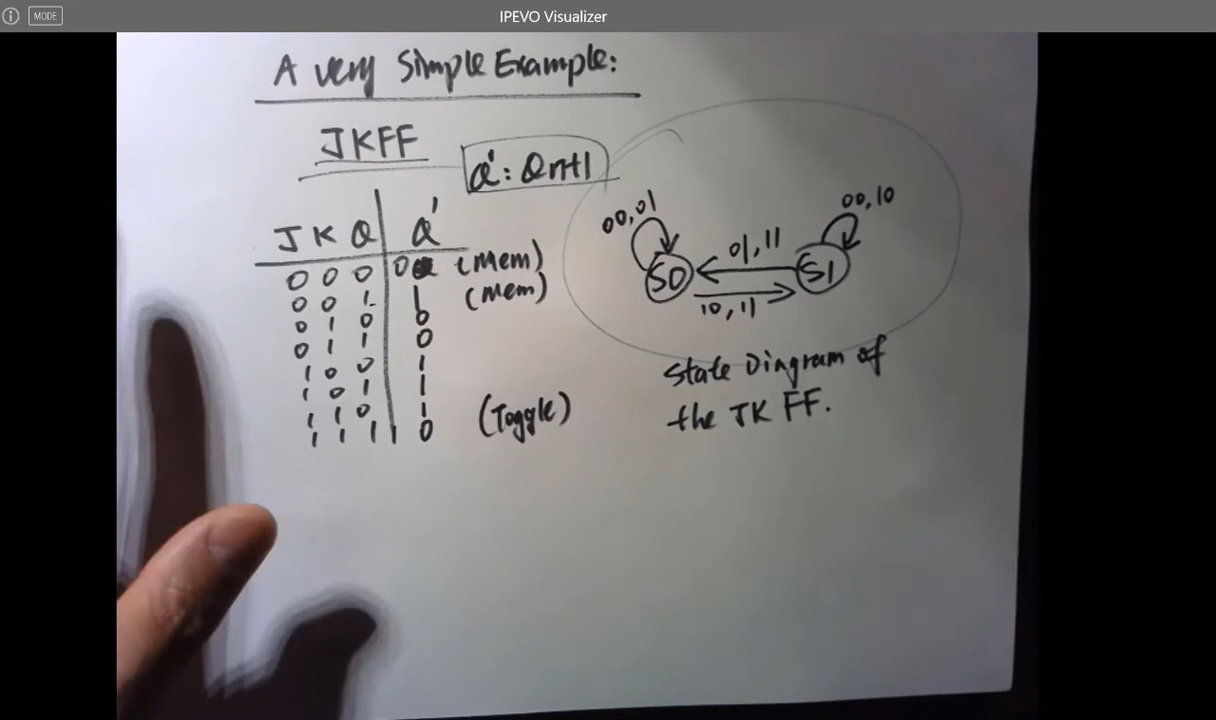 MODE
IPEVO Visualizer
A very Simple Example:
JKFF
Q': Qn+1
J K Q Q'
0 0 0 0 (Mem)
0 0 1 1 (Mem)
0 1 0 0
0 1 1 0
1 0 0 1
1 0 1 1
1 1 0 1 (Toggle)
1 1 1 0
00,01
00,10
S0
01,11
S1
10,11
State Diagram of
the JK FF.